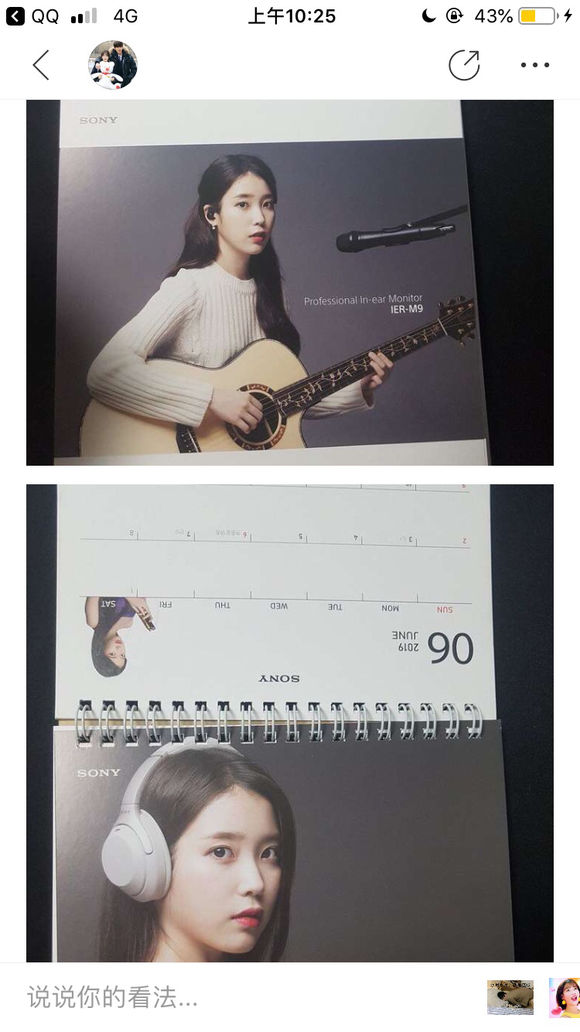 QQ 4G 上午10:25 43%
SONY
Professional In-ear Monitor
IER-M9
SONY
06 2019
JUNE
SUN MON TUE WED THU FRI SAT
1
2 3 4 5 6 7 8
SONY
说说你的看法...